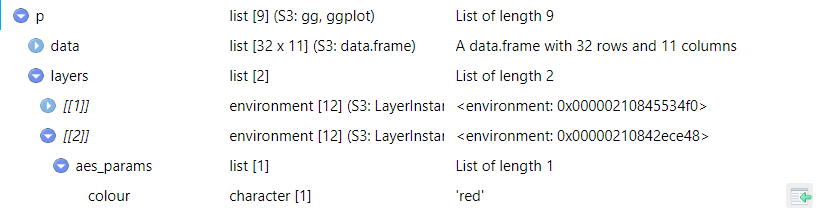 p list [9] (S3: gg, ggplot) List of length 9
data list [32 x 11] (S3: data.frame) A data.frame with 32 rows and 11 columns
layers list [2] List of length 2
[[1]] environment [12] (S3: LayerInstar <environment: 0x00000210845534f0>
[[2]] environment [12] (S3: LayerInstar <environment: 0x00000210842ece48>
aes_params list [1] List of length 1
colour character [1] 'red'